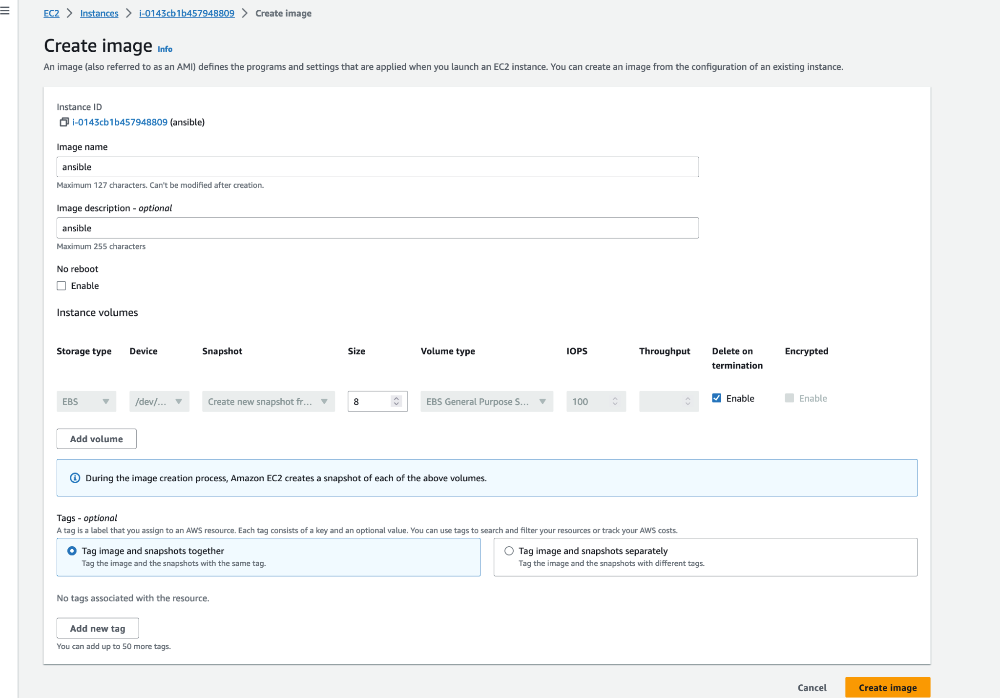 EC2 > Instances > i-0143cb1b457948809 > Create image
Create image Info
An image (also referred to as an AMI) defines the programs and settings that are applied when you launch an EC2 instance. You can create an image from the configuration of an existing instance.
Instance ID
i-0143cb1b457948809 (ansible)
Image name
ansible
Maximum 127 characters. Can't be modified after creation.
Image description - optional
ansible
Maximum 255 characters
No reboot
Enable
Instance volumes
Storage type Device Snapshot Size Volume type IOPS Throughput Delete on termination Encrypted
EBS /dev/... Create new snapshot fr... 8 EBS General Purpose S... 100 Enable Enable
Add volume
During the image creation process, Amazon EC2 creates a snapshot of each of the above volumes.
Tags - optional
A tag is a label that you assign to an AWS resource. Each tag consists of a key and an optional value. You can use tags to search and filter your resources or track your AWS costs.
Tag image and snapshots together
Tag the image and the snapshots with the same tag.
Tag image and snapshots separately
Tag the image and the snapshots with different tags.
No tags associated with the resource.
Add new tag
You can add up to 50 more tags.
Cancel Create image